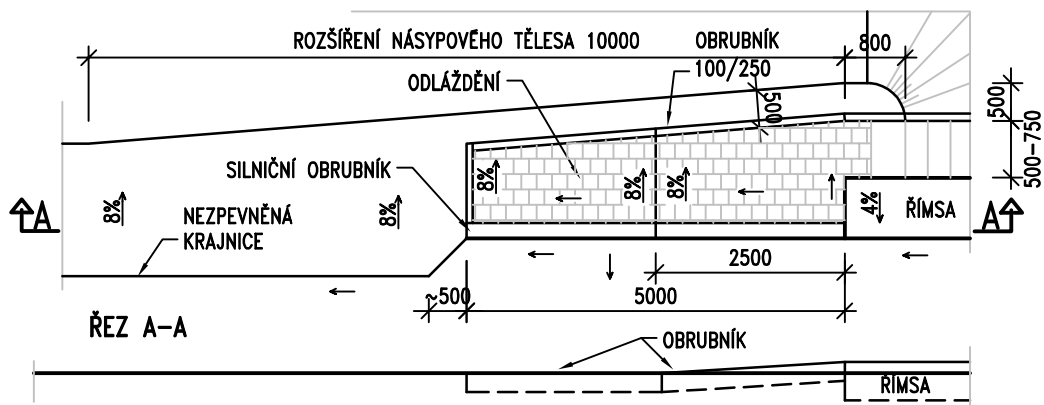 ROZŠÍŘENÍ NÁSYPOVÉHO TĚLESA 10000
OBRUBNÍK
100/250
800
ODLÁŽDĚNÍ
500
500
500-750
SILNIČNÍ OBRUBNÍK
8%
8%
8%
8%
8%
4%
ŘÍMSA
A
A
NEZPEVNĚNÁ
KRAJNICE
2500
~500
5000
ŘEZ A-A
OBRUBNÍK
ŘÍMSA